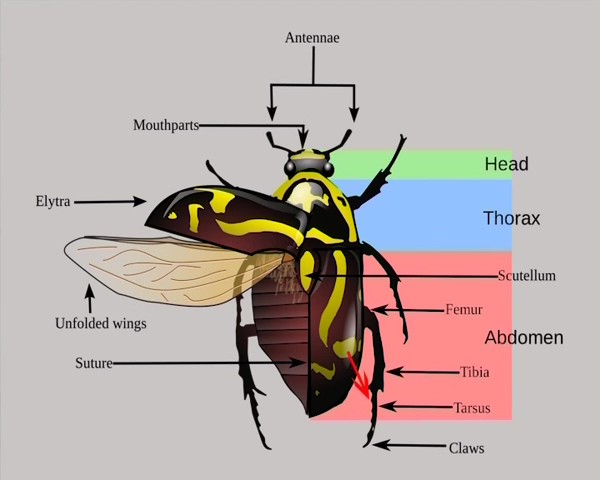 Antennae
Mouthparts
Head
Elytra
Thorax
Scutellum
Unfolded wings
Femur
Abdomen
Suture
Tibia
Tarsus
Claws